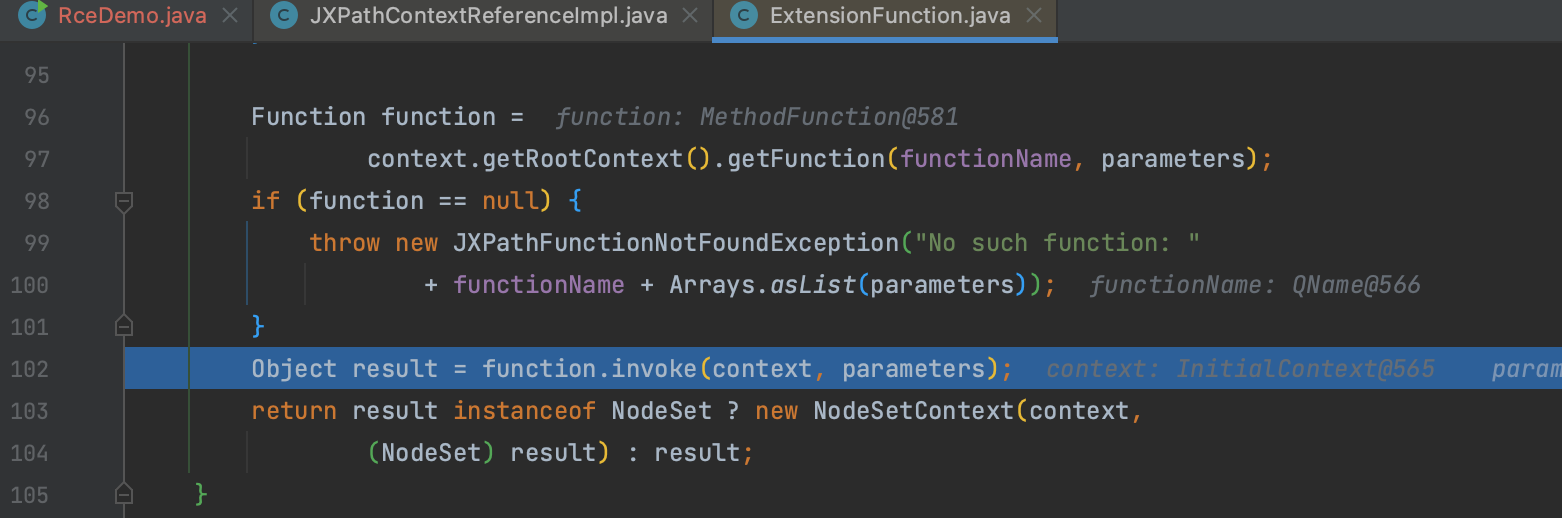 RceDemo.java JXPathContextReferenceImpl.java ExtensionFunction.java
95
96 Function function = function: MethodFunction@581
97 context.getRootContext().getFunction(functionName, parameters);
98 if (function == null) {
99 throw new JXPathFunctionNotFoundException("No such function: "
100 + functionName + Arrays.asList(parameters)); functionName: QName@566
101 }
102 Object result = function.invoke(context, parameters); context: InitialContext@565 param
103 return result instanceof NodeSet ? new NodeSetContext(context,
104 (NodeSet) result) : result;
105 }